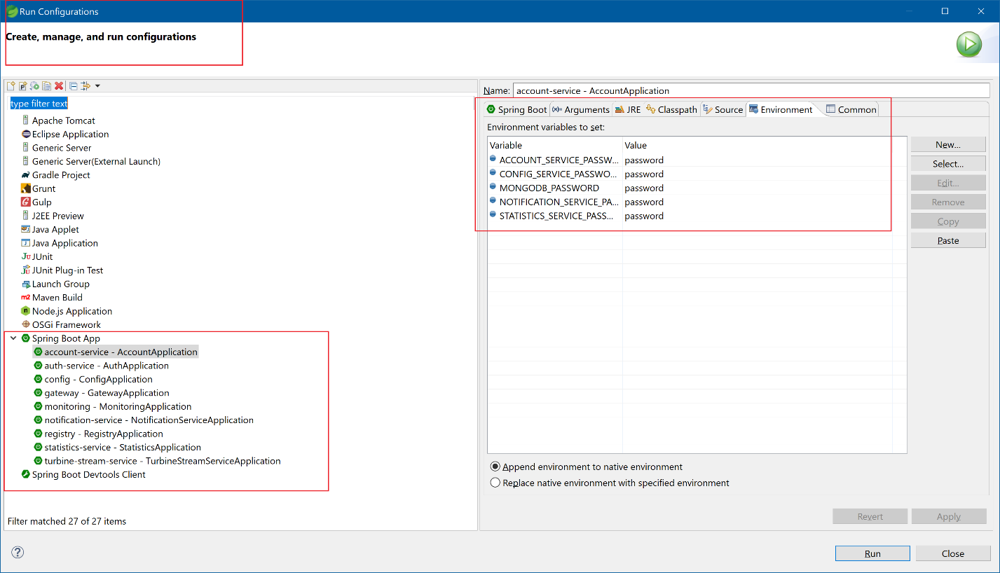 Run Configurations
Create, manage, and run configurations
type filter text
Apache Tomcat
Eclipse Application
Generic Server
Generic Server(External Launch)
Gradle Project
Grunt
Gulp
J2EE Preview
Java Applet
Java Application
JUnit
JUnit Plug-in Test
Launch Group
Maven Build
Node.js Application
OSGi Framework
Spring Boot App
account-service - AccountApplication
auth-service - AuthApplication
config - ConfigApplication
gateway - GatewayApplication
monitoring - MonitoringApplication
notification-service - NotificationServiceApplication
registry - RegistryApplication
statistics-service - StatisticsApplication
turbine-stream-service - TurbineStreamServiceApplication
Spring Boot Devtools Client
Filter matched 27 of 27 items
Name: account-service - AccountApplication
Spring Boot (x)= Arguments JRE Classpath Source Environment Common
Environment variables to set:
Variable Value
ACCOUNT_SERVICE_PASSW... password
CONFIG_SERVICE_PASSWO... password
MONGODB_PASSWORD password
NOTIFICATION_SERVICE_PA... password
STATISTICS_SERVICE_PASS... password
New...
Select...
Edit...
Remove
Copy
Paste
Append environment to native environment
Replace native environment with specified environment
Revert Apply
Run Close